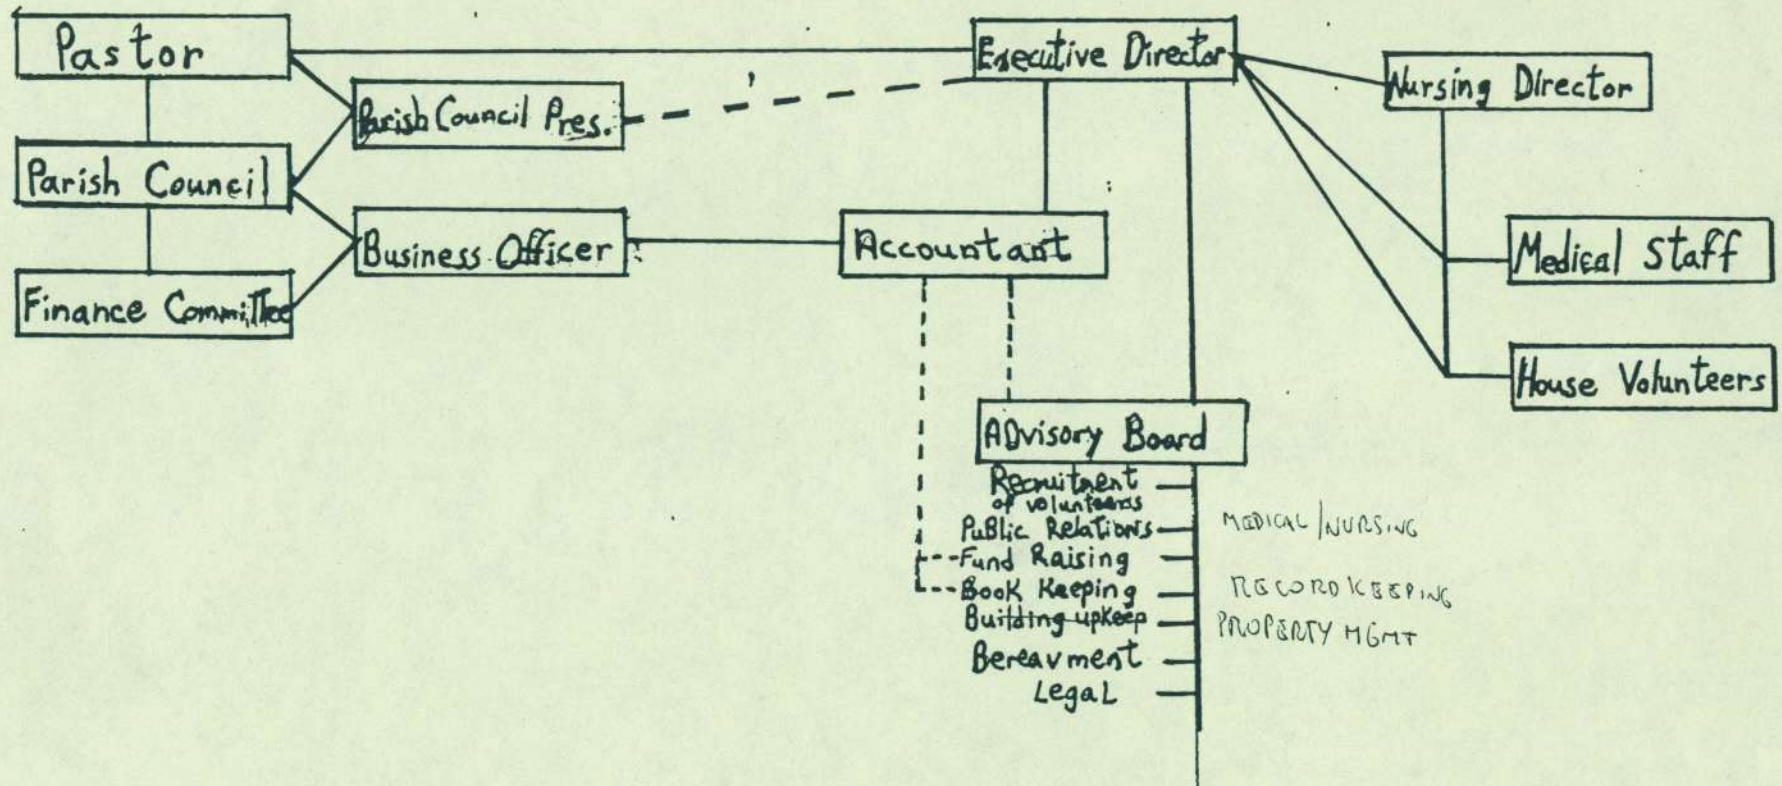 Pastor
Executive Director
Nursing Director
Parish Council Pres.
Parish Council
Business Officer
Accountant
Medical Staff
Finance Committee
House Volunteers
ADvisory Board
Recruitment
of volunteers
PuBlic Relations
MEDICAL/NURSING
Fund Raising
Book Keeping
RECORD KEEPING
Building upkeep
PROPERTY MGMT
Bereavment
Legal